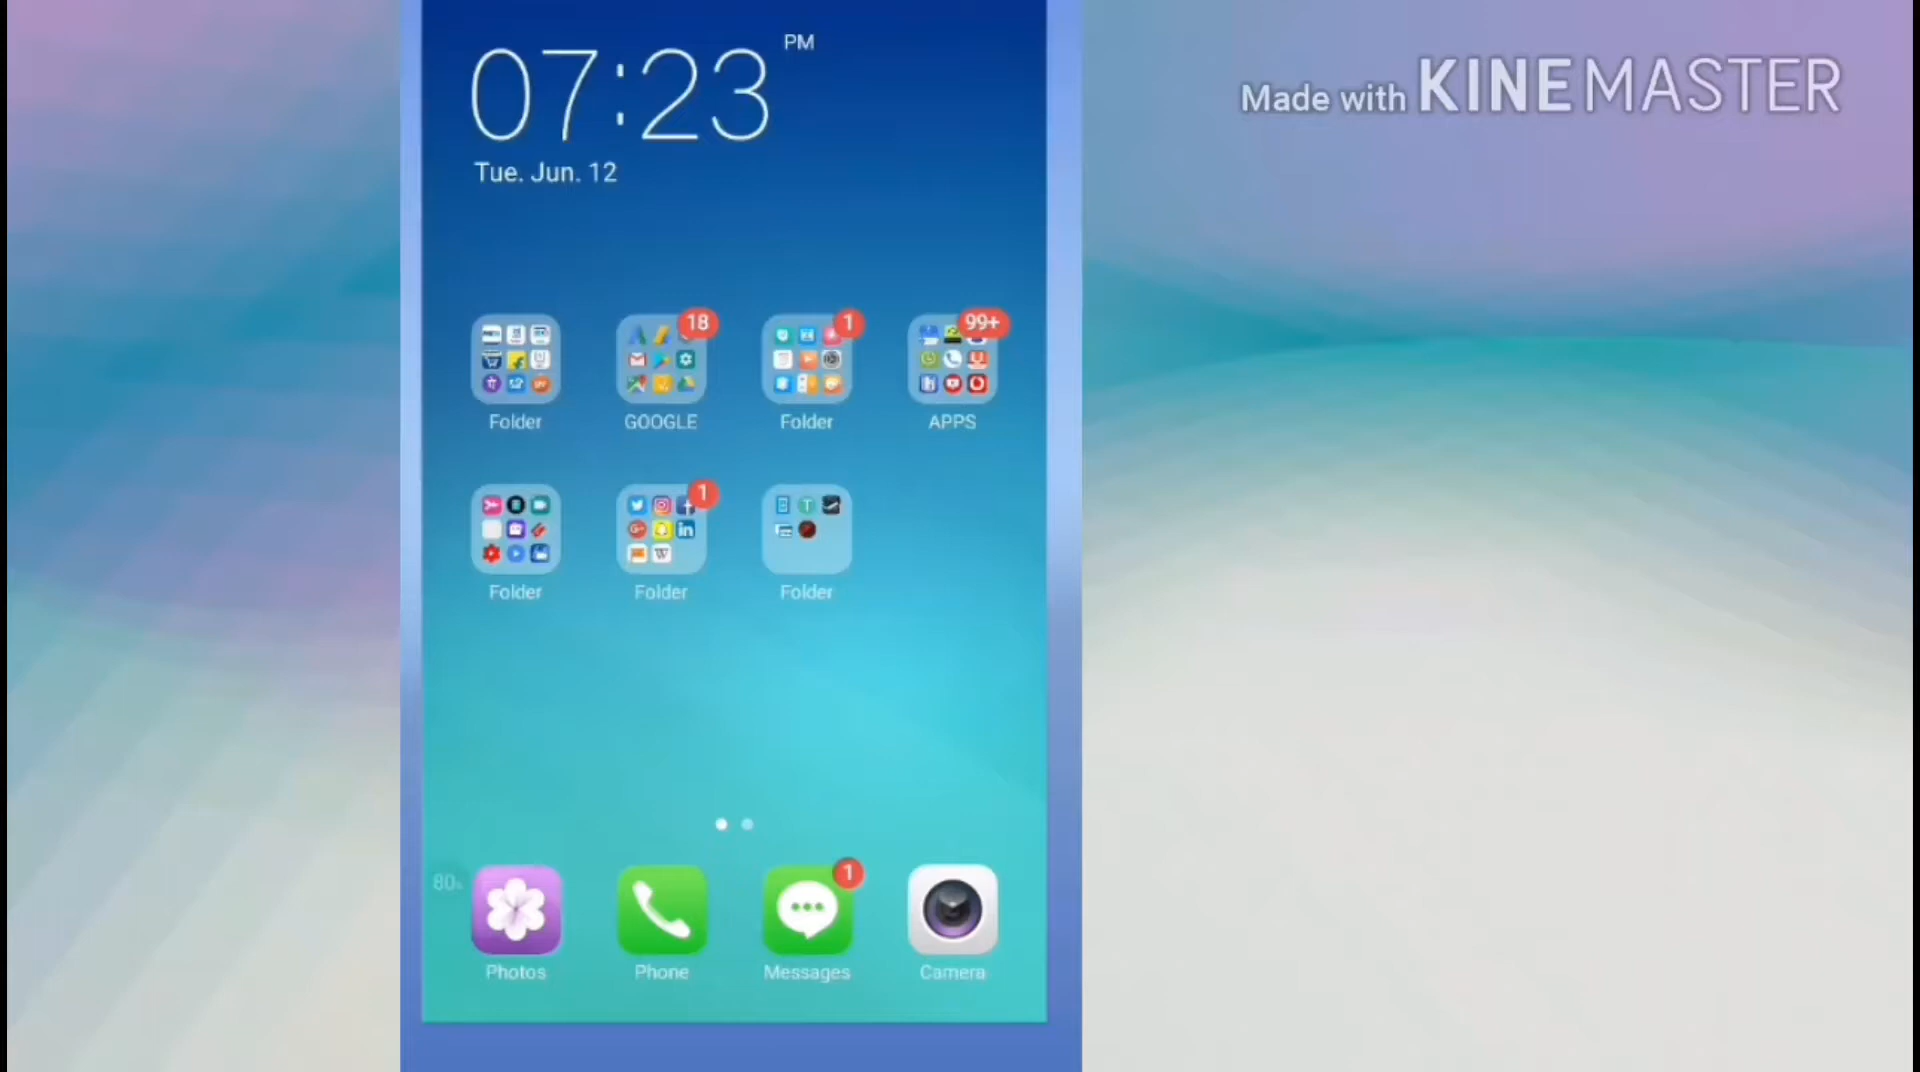 07:23 PM
Tue. Jun. 12
Made with KINEMASTER
18
1
99+
Folder
GOOGLE
Folder
APPS
1
Folder
Folder
Folder
80%
1
Photos
Phone
Messages
Camera